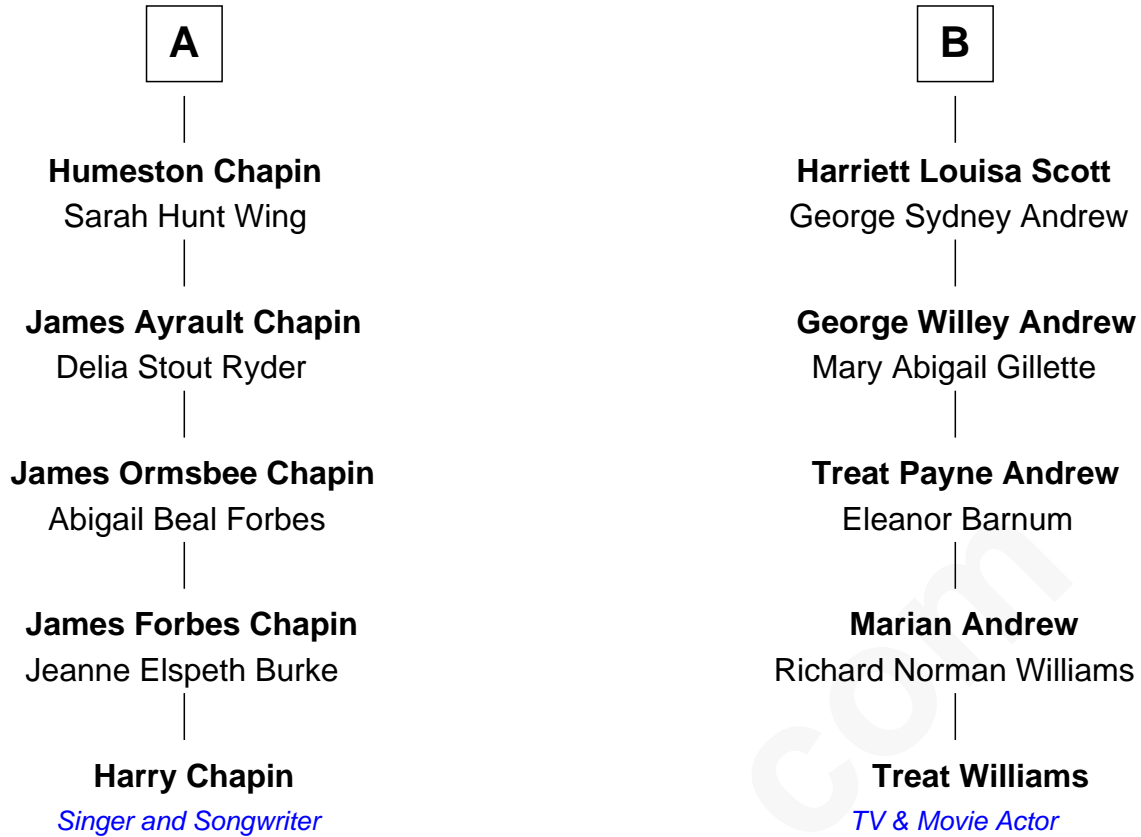 A
Humeston Chapin
Sarah Hunt Wing
James Ayrault Chapin
Delia Stout Ryder
James Ormsbee Chapin
Abigail Beal Forbes
James Forbes Chapin
Jeanne Elspeth Burke
Harry Chapin
Singer and Songwriter
B
Harriett Louisa Scott
George Sydney Andrew
George Willey Andrew
Mary Abigail Gillette
Treat Payne Andrew
Eleanor Barnum
Marian Andrew
Richard Norman Williams
Treat Williams
TV & Movie Actor
com